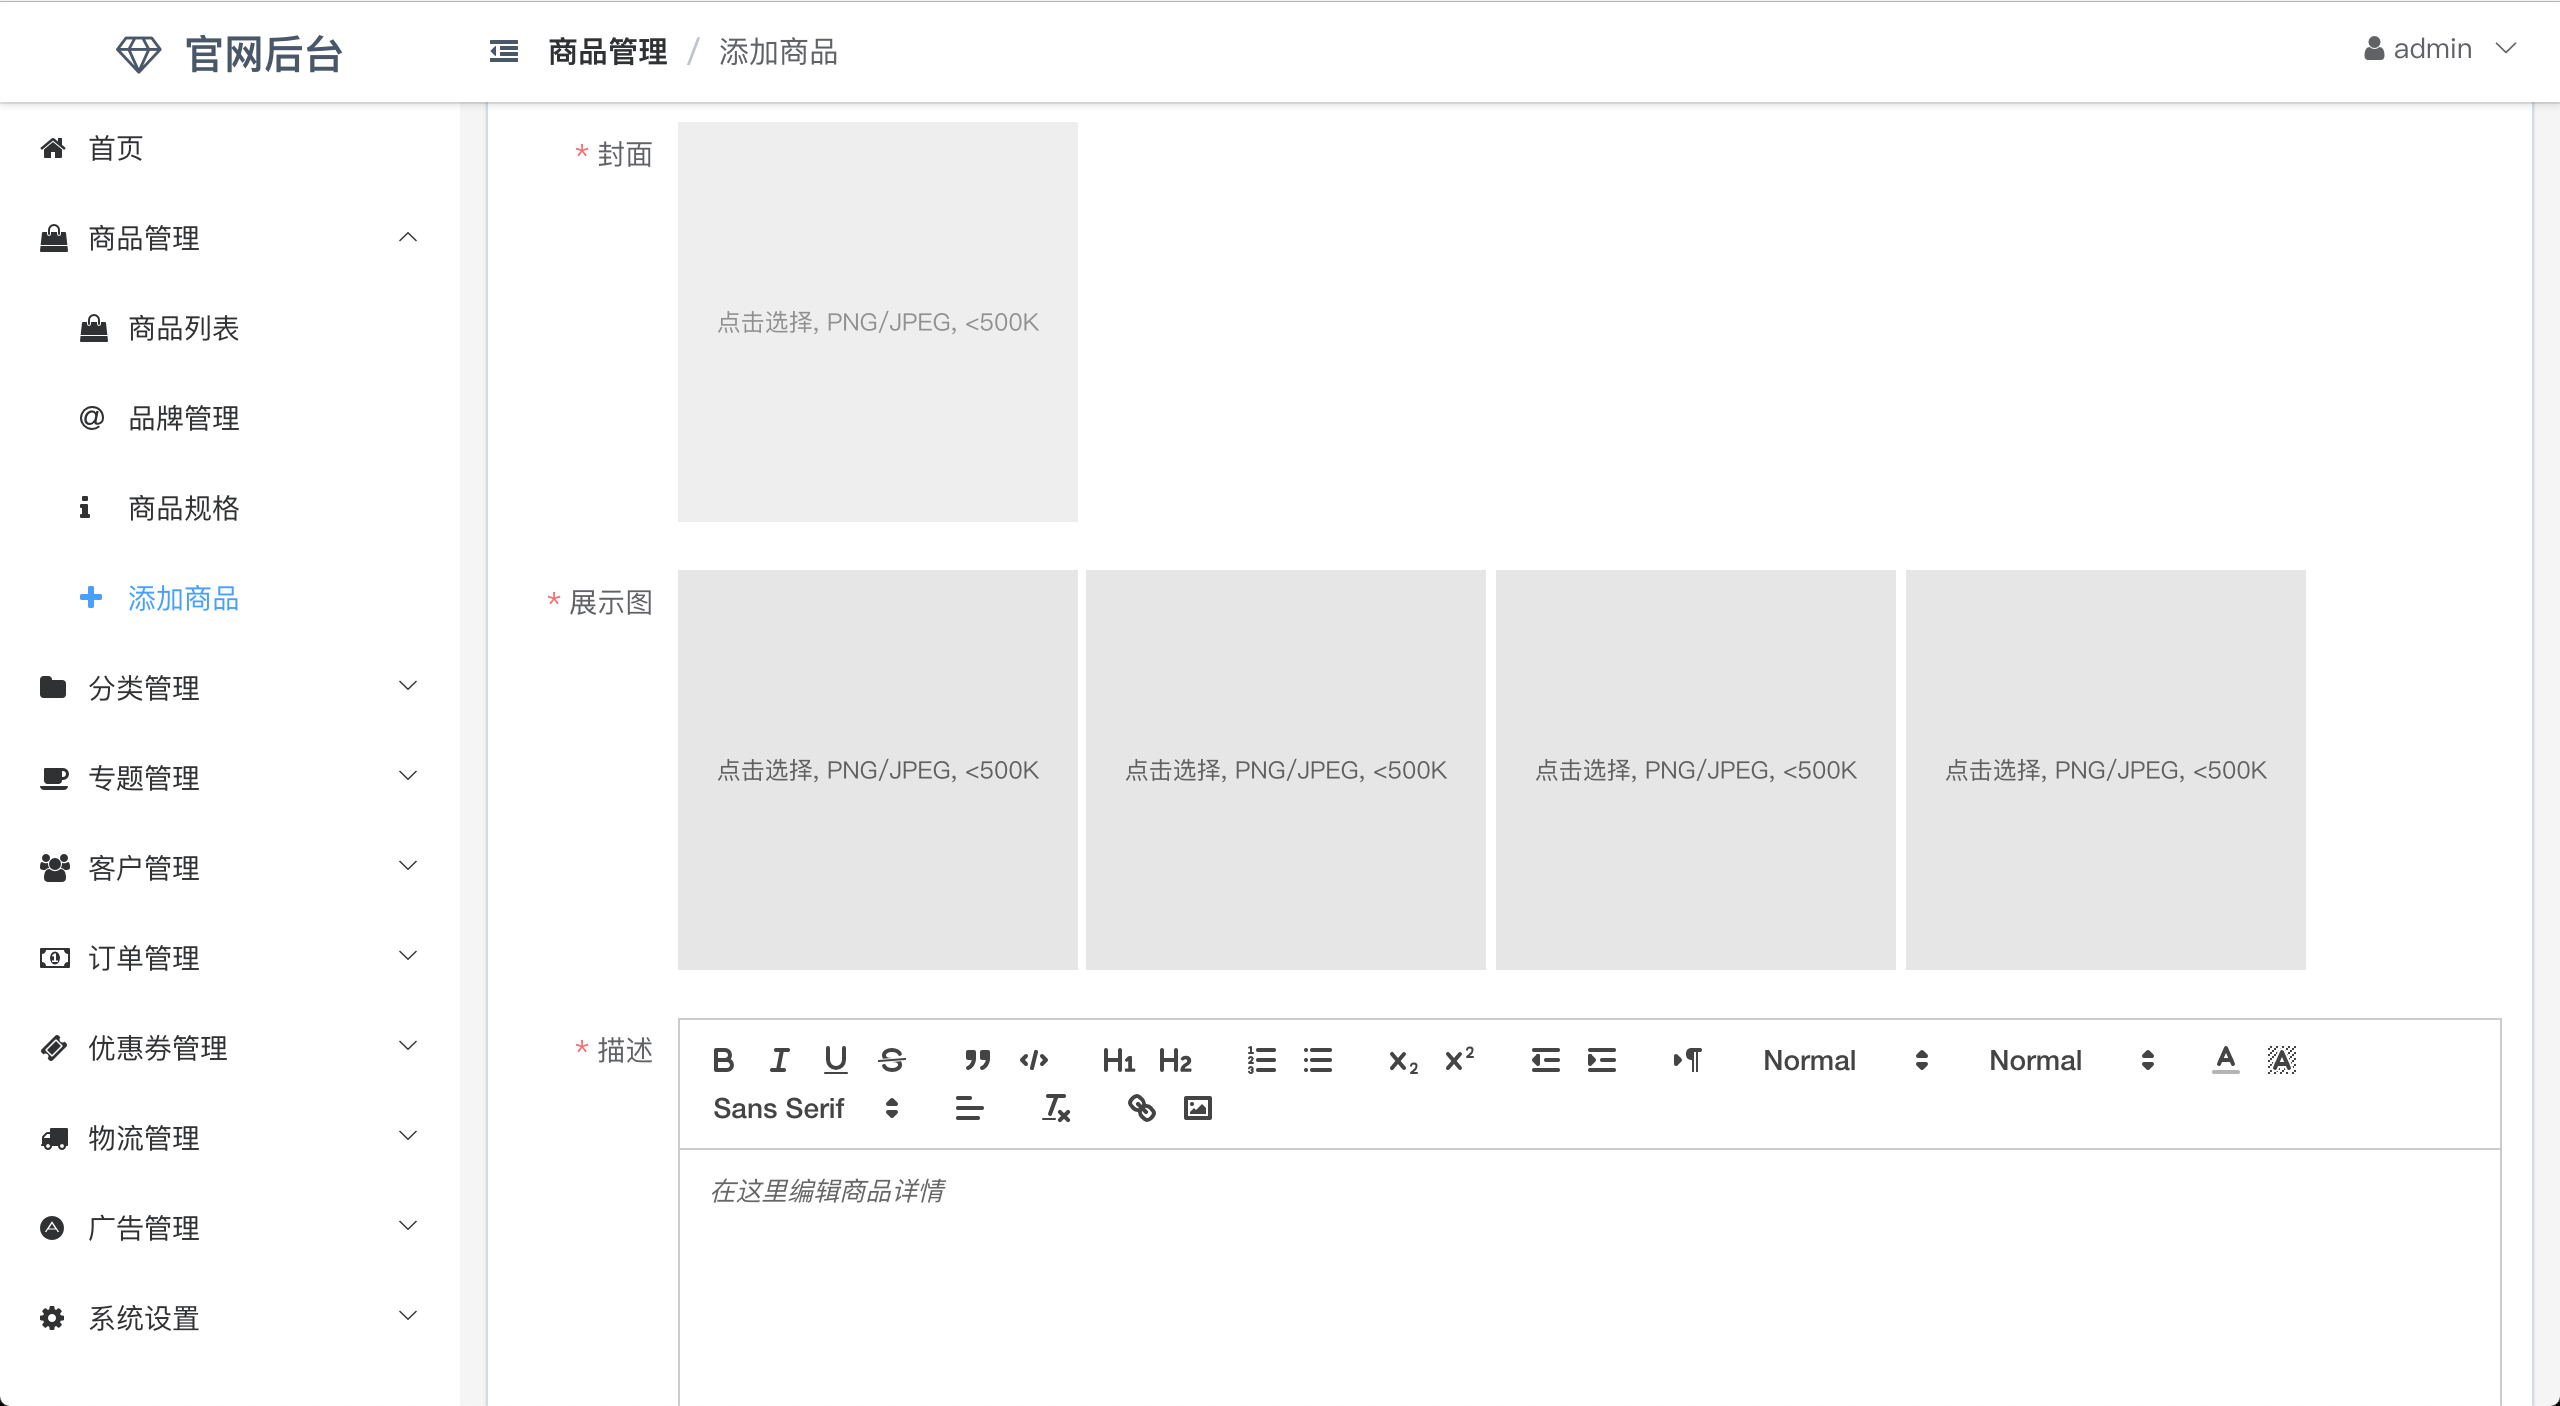 官网后台
商品管理 / 添加商品
admin
首页
商品管理
商品列表
品牌管理
商品规格
添加商品
分类管理
专题管理
客户管理
订单管理
优惠券管理
物流管理
广告管理
系统设置
* 封面
点击选择, PNG/JPEG, <500K
* 展示图
点击选择, PNG/JPEG, <500K
点击选择, PNG/JPEG, <500K
点击选择, PNG/JPEG, <500K
点击选择, PNG/JPEG, <500K
* 描述
Normal
Normal
Sans Serif
在这里编辑商品详情